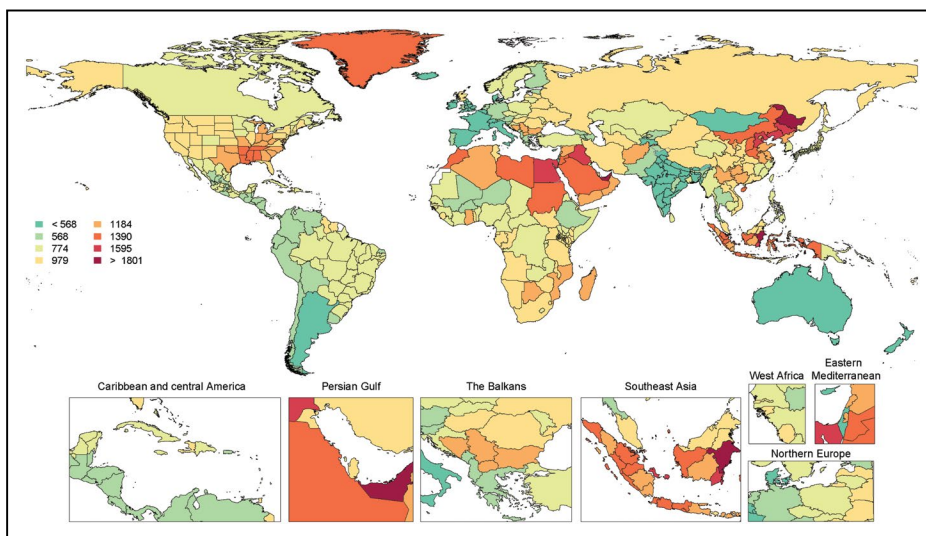 < 568
568
774
979
1184
1390
1595
> 1801
Caribbean and central America
Persian Gulf
The Balkans
Southeast Asia
West Africa
Eastern
Mediterranean
Northern Europe